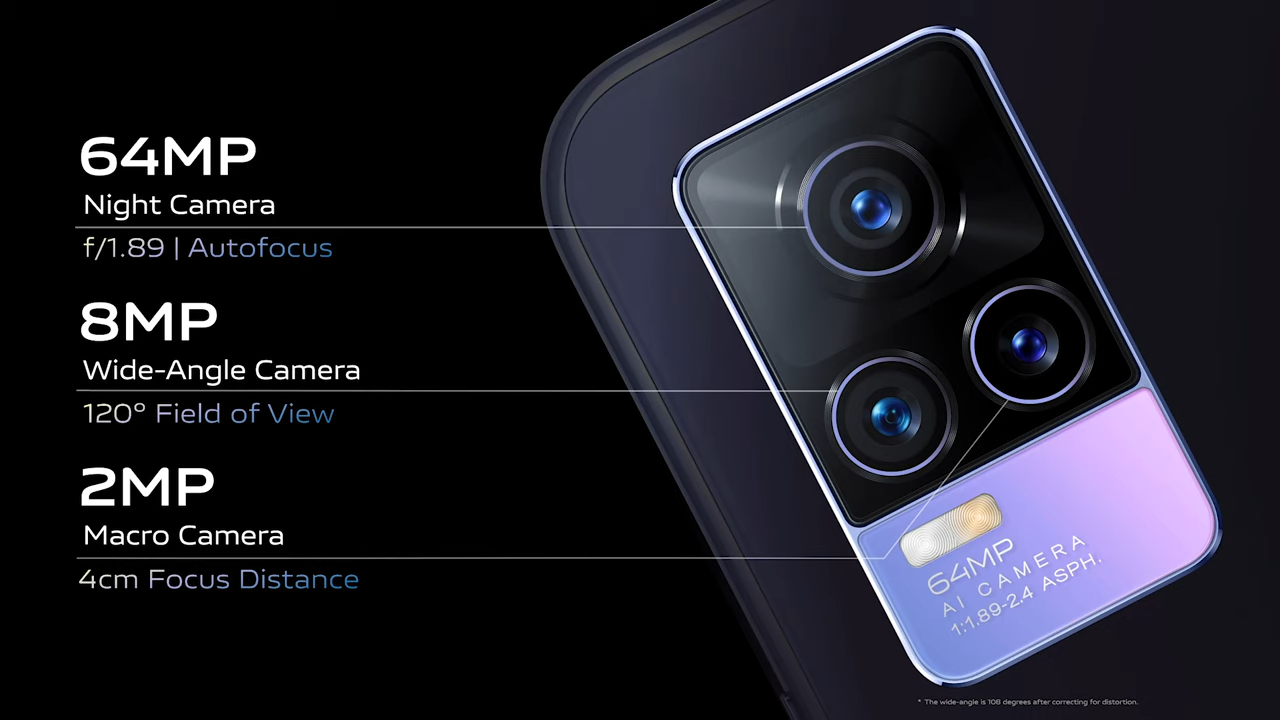 64MP
Night Camera
f/1.89 | Autofocus
8MP
Wide-Angle Camera
120° Field of View
2MP
Macro Camera
4cm Focus Distance
64MP
AI CAMERA
1:1.89-2.4 ASPH.
* The wide-angle is 108 degrees after correcting for distortion.